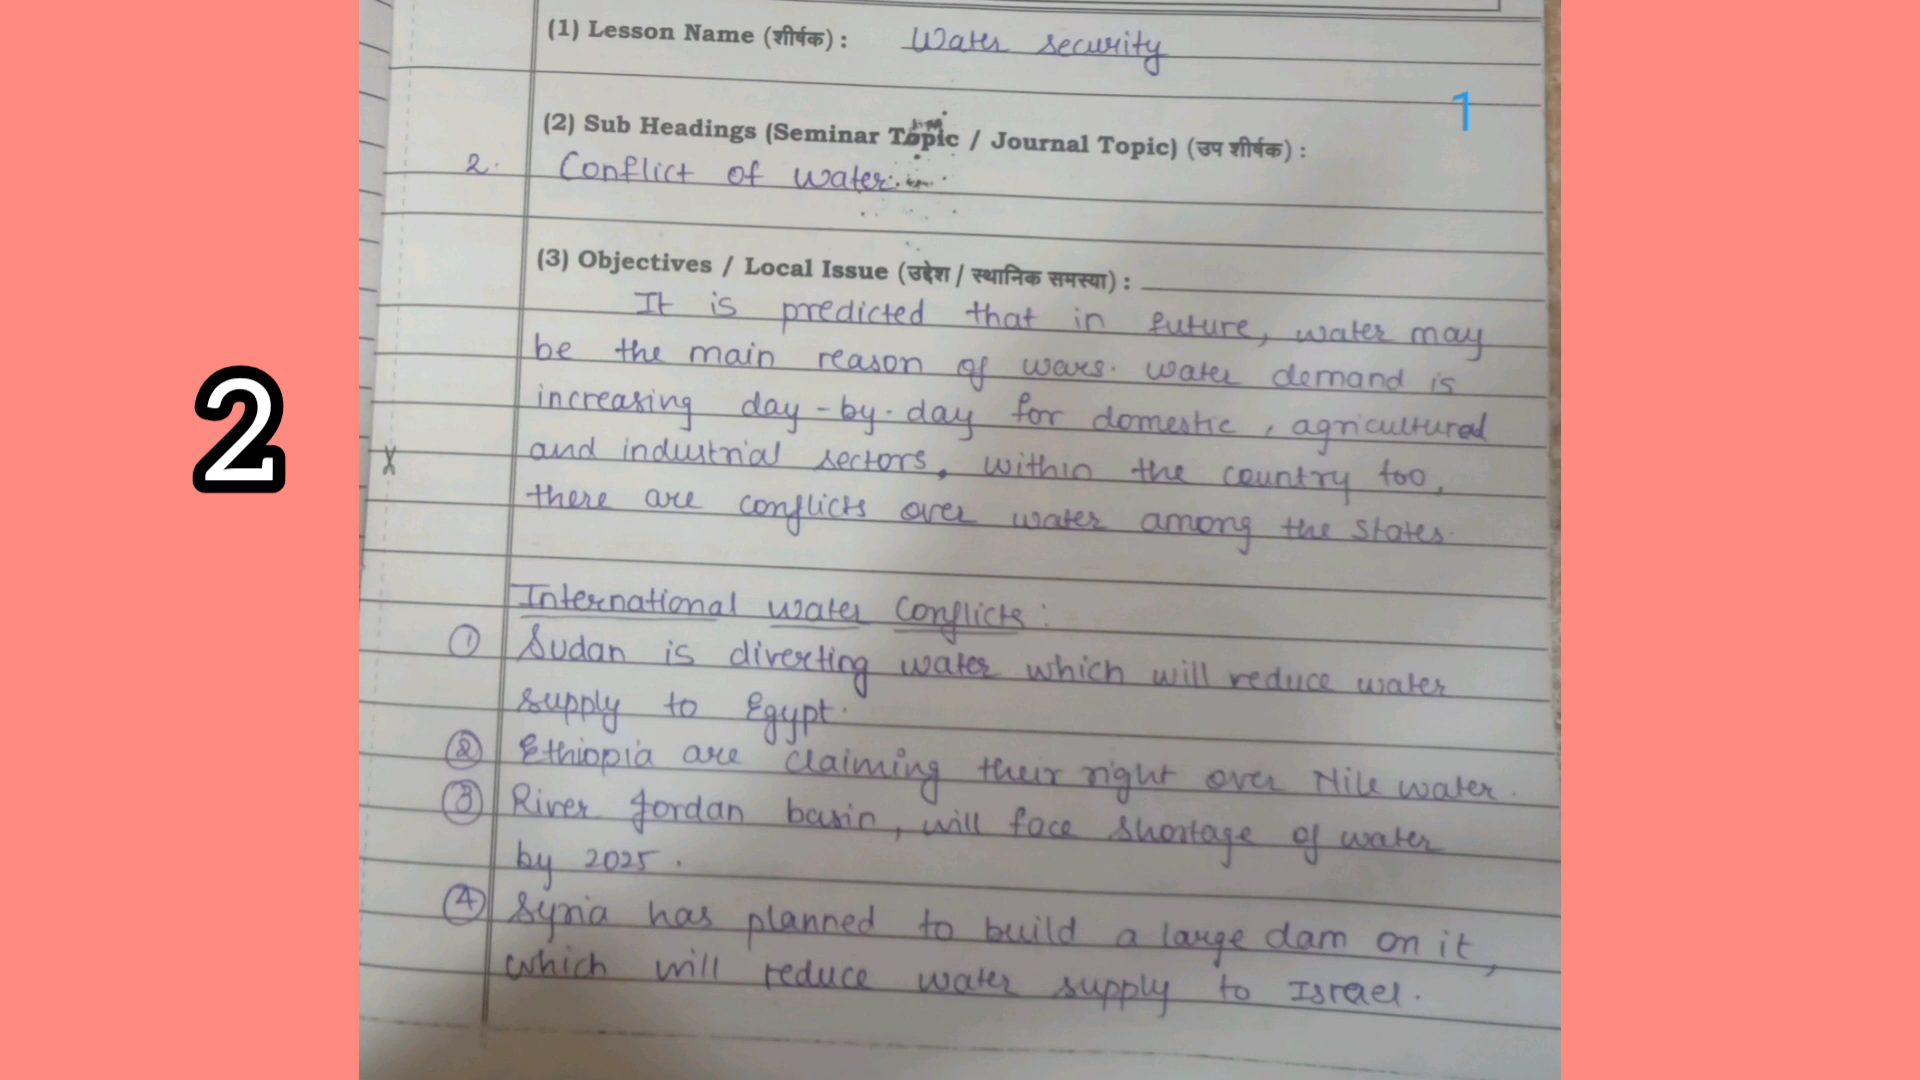 (1) Lesson Name (शीर्षक) : Water security
1
(2) Sub Headings (Seminar Topic / Journal Topic) (उप शीर्षक) :
2. Conflict of water.
(3) Objectives / Local Issue (उद्देश / स्थानिक समस्या) :
It is predicted that in future, water may
be the main reason of wars. water demand is
increasing day-by-day for domestic, agricultural
and industrial sectors, within the country too,
there are conflicts over water among the states.
International water conflicts :
① Sudan is diverting water which will reduce water
supply to Egypt.
② Ethiopia are claiming their right over Nile water.
③ River Jordan basin, will face shortage of water
by 2025.
④ Syria has planned to build a large dam on it,
which will reduce water supply to Israel.
2